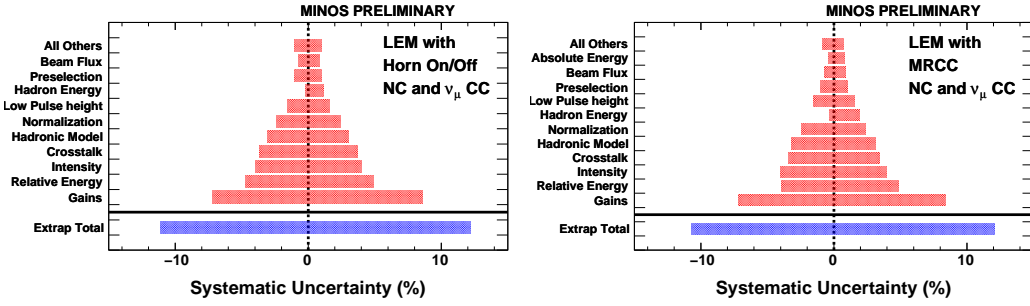 MINOS PRELIMINARY
LEM with
Horn On/Off
NC and νμ CC
All Others
Beam Flux
Preselection
Hadron Energy
Low Pulse height
Normalization
Hadronic Model
Crosstalk
Intensity
Relative Energy
Gains
Extrap Total
−10 0 10
Systematic Uncertainty (%)
MINOS PRELIMINARY
LEM with
MRCC
NC and νμ CC
All Others
Absolute Energy
Beam Flux
Preselection
Low Pulse height
Hadron Energy
Normalization
Hadronic Model
Crosstalk
Intensity
Relative Energy
Gains
Extrap Total
−10 0 10
Systematic Uncertainty (%)